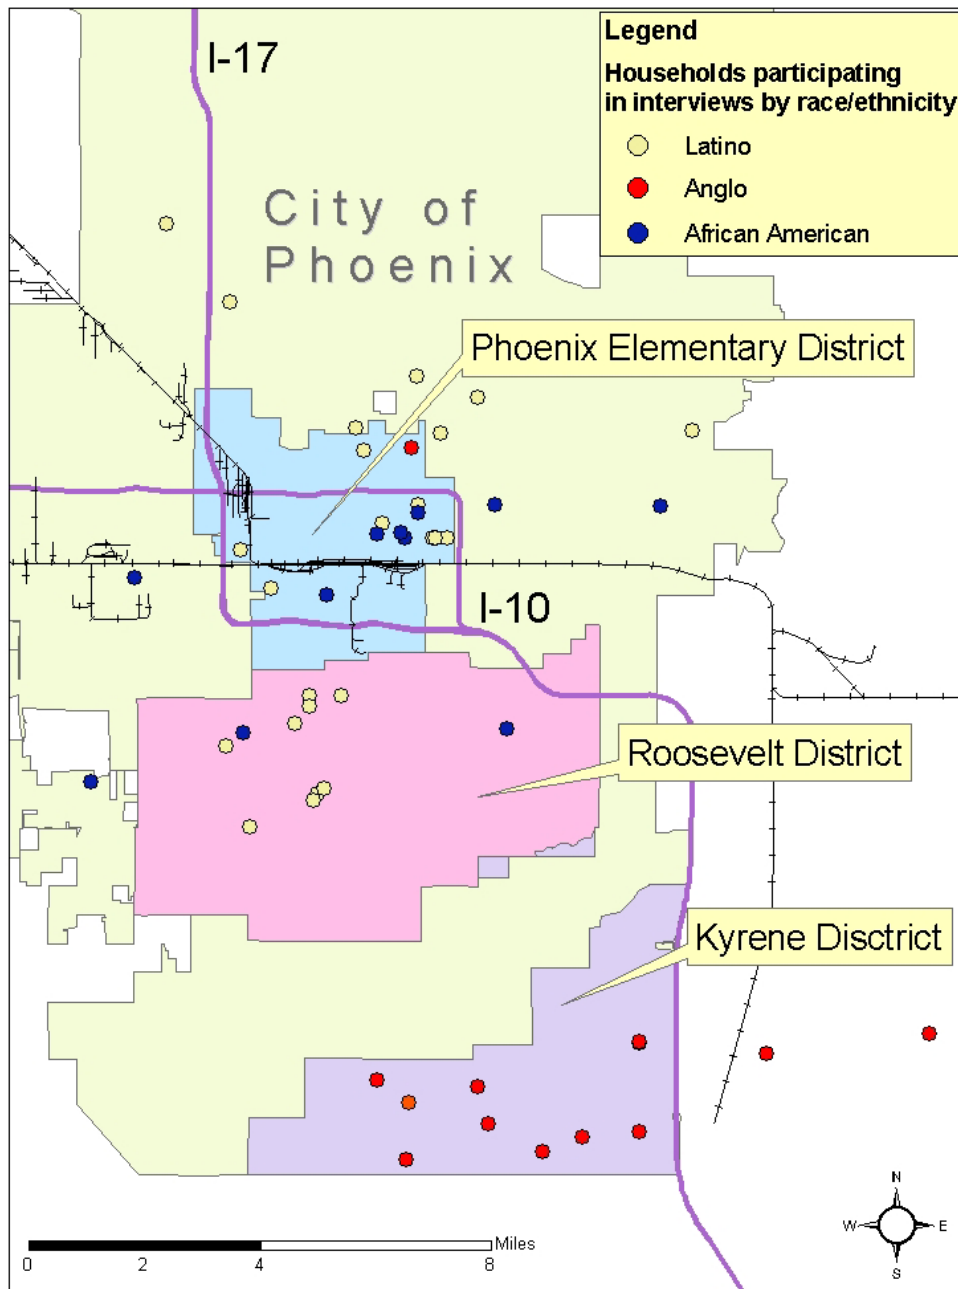 Legend
Households participating
in interviews by race/ethnicity
Latino
Anglo
African American
I-17
City of
Phoenix
Phoenix Elementary District
I-10
Roosevelt District
Kyrene Disctrict
N
W E
S
Miles
0 2 4 8